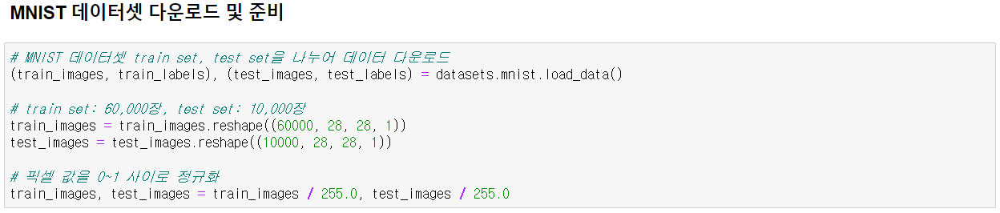 MNIST 데이터셋 다운로드 및 준비
# MNIST 데이터셋 train set, test set을 나누어 데이터 다운로드
(train_images, train_labels), (test_images, test_labels) = datasets.mnist.load_data()
# train set: 60,000장, test set: 10,000장
train_images = train_images.reshape((60000, 28, 28, 1))
test_images = test_images.reshape((10000, 28, 28, 1))
# 픽셀 값을 0~1 사이로 정규화
train_images, test_images = train_images / 255.0, test_images / 255.0